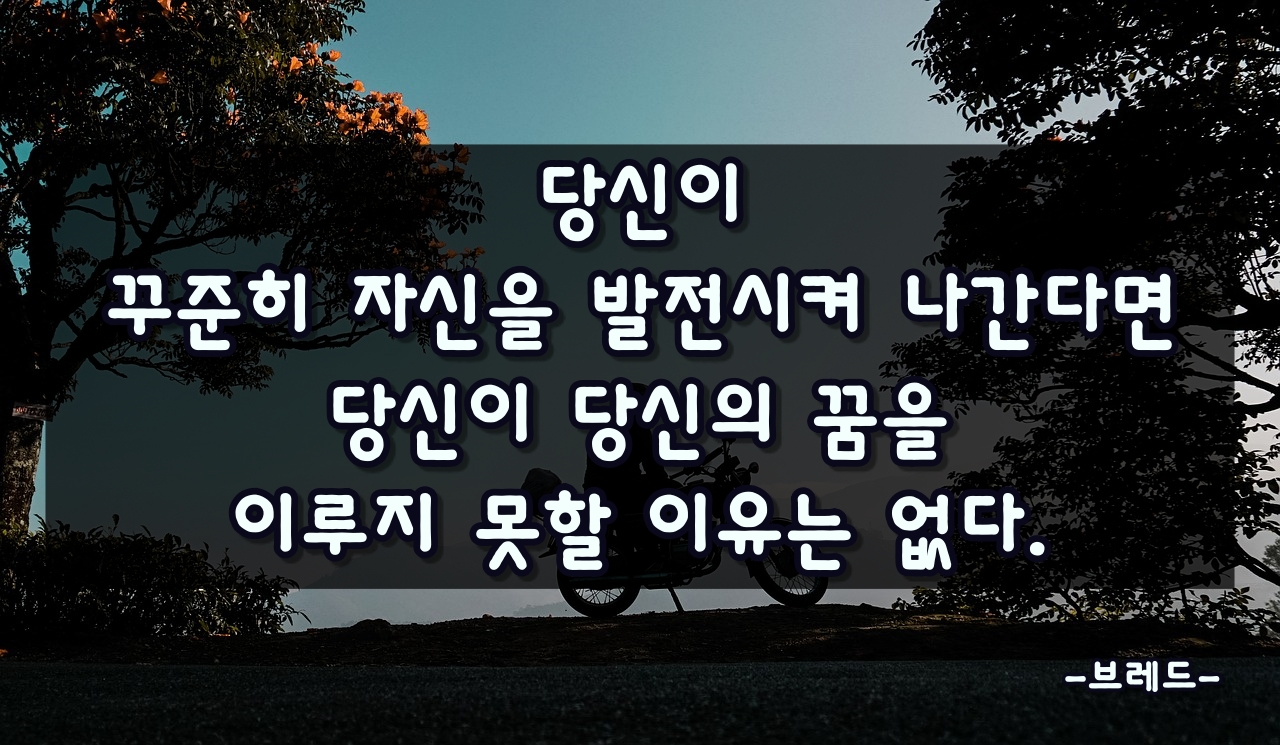 당신이
꾸준히 자신을 발전시켜 나간다면
당신이 당신의 꿈을
이루지 못할 이유는 없다.
-브레드-